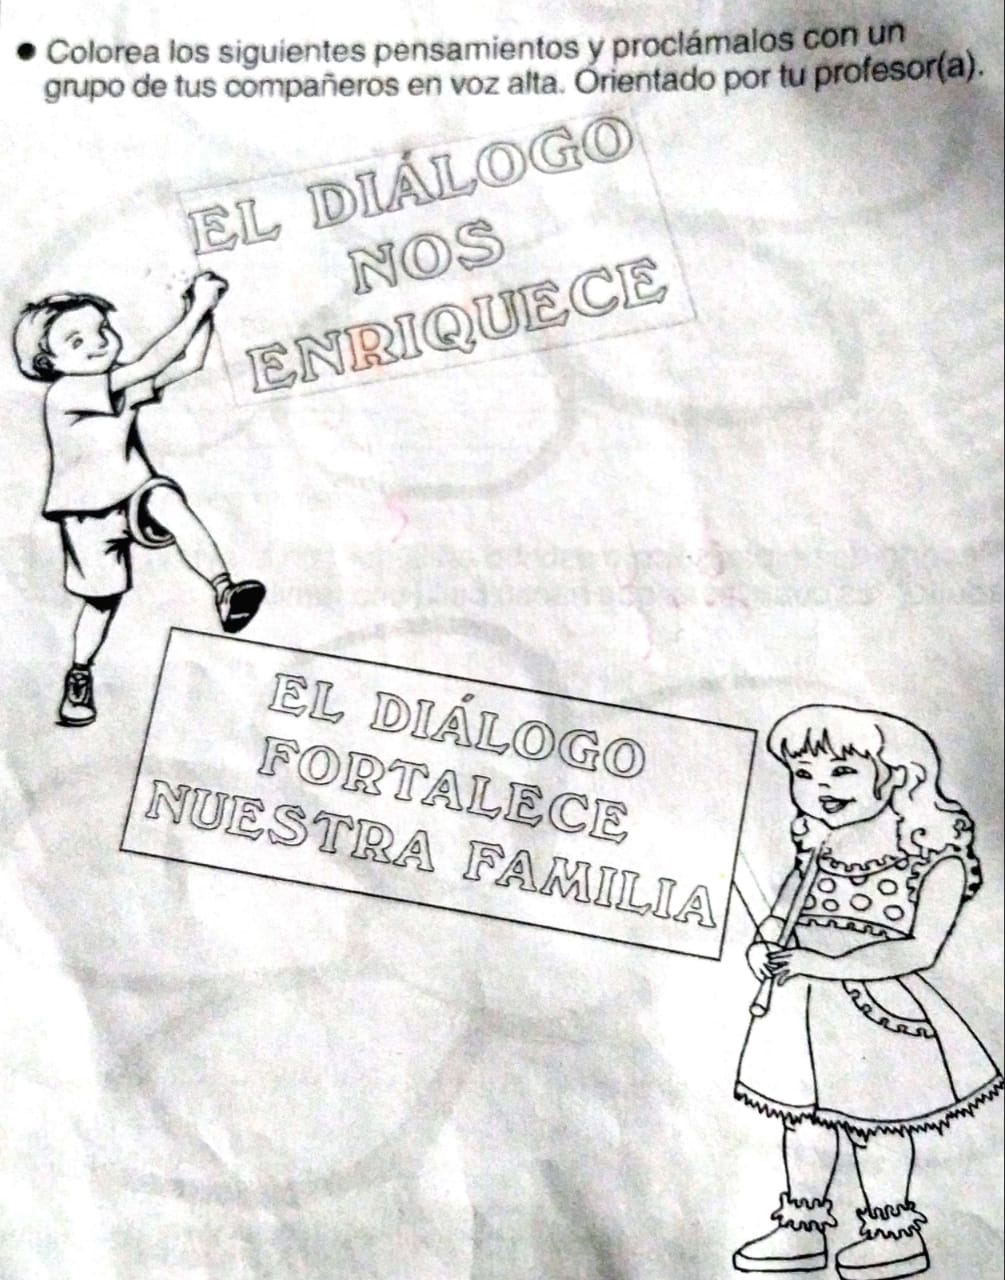 ● Colorea los siguientes pensamientos y proclámalos con un
grupo de tus compañeros en voz alta. Orientado por tu profesor(a).
EL DIÁLOGO
NOS
ENRIQUECE
EL DIÁLOGO
FORTALECE
NUESTRA FAMILIA